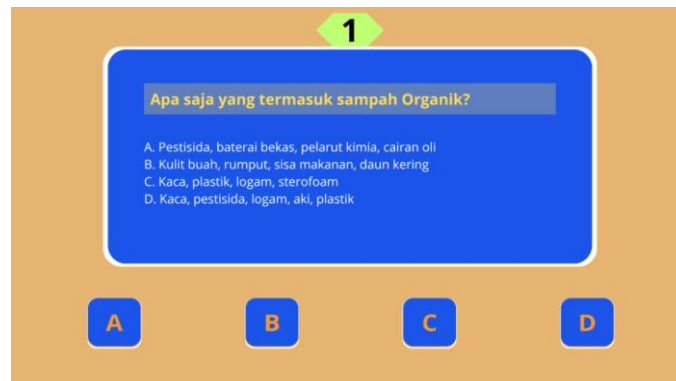 1
Apa saja yang termasuk sampah Organik?
A. Pestisida, baterai bekas, pelarut kimia, cairan oli
B. Kulit buah, rumput, sisa makanan, daun kering
C. Kaca, plastik, logam, sterofoam
D. Kaca, pestisida, logam, aki, plastik
A B C D